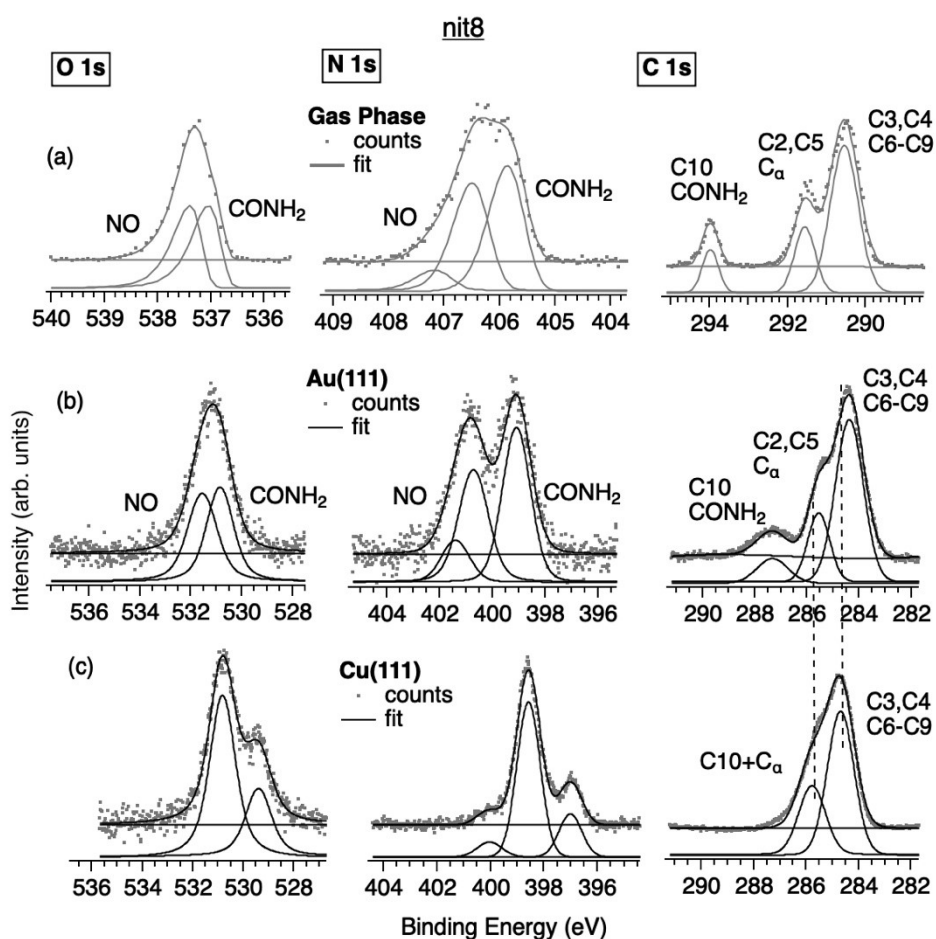 nit8
O 1s
N 1s
C 1s
(a)
NO
CONH₂
540 539 538 537 536
Gas Phase
counts
fit
NO
CONH₂
409 408 407 406 405 404
C10
CONH₂
C2,C5
Cα
C3,C4
C6-C9
294 292 290
Intensity (arb. units)
(b)
NO
CONH₂
536 534 532 530 528
Au(111)
counts
fit
NO
CONH₂
404 402 400 398 396
C10
CONH₂
C2,C5
Cα
C3,C4
C6-C9
290 288 286 284 282
(c)
536 534 532 530 528
Cu(111)
counts
fit
404 402 400 398 396
C10+Cα
C3,C4
C6-C9
290 288 286 284 282
Binding Energy (eV)